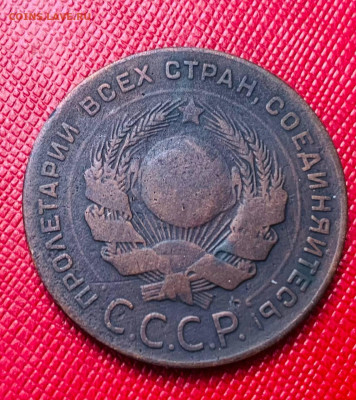 COINS.LAVE.RU
ПРОЛЕТАРИИ ВСЕХ СТРАН, СОЕДИНЯЙТЕСЬ!
С.С.С.Р.